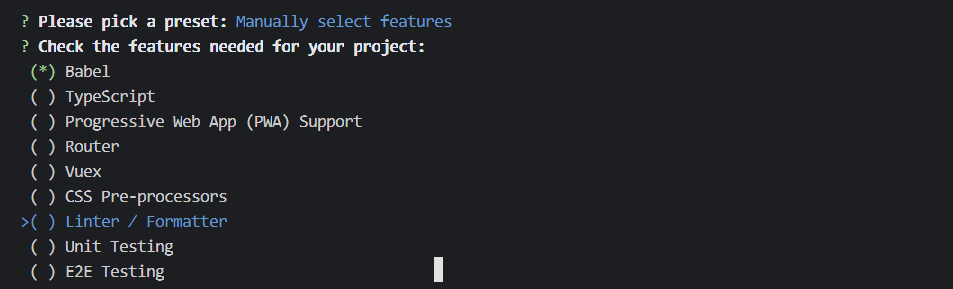 ? Please pick a preset: Manually select features
? Check the features needed for your project:
(*) Babel
( ) TypeScript
( ) Progressive Web App (PWA) Support
( ) Router
( ) Vuex
( ) CSS Pre-processors
>( ) Linter / Formatter
( ) Unit Testing
( ) E2E Testing